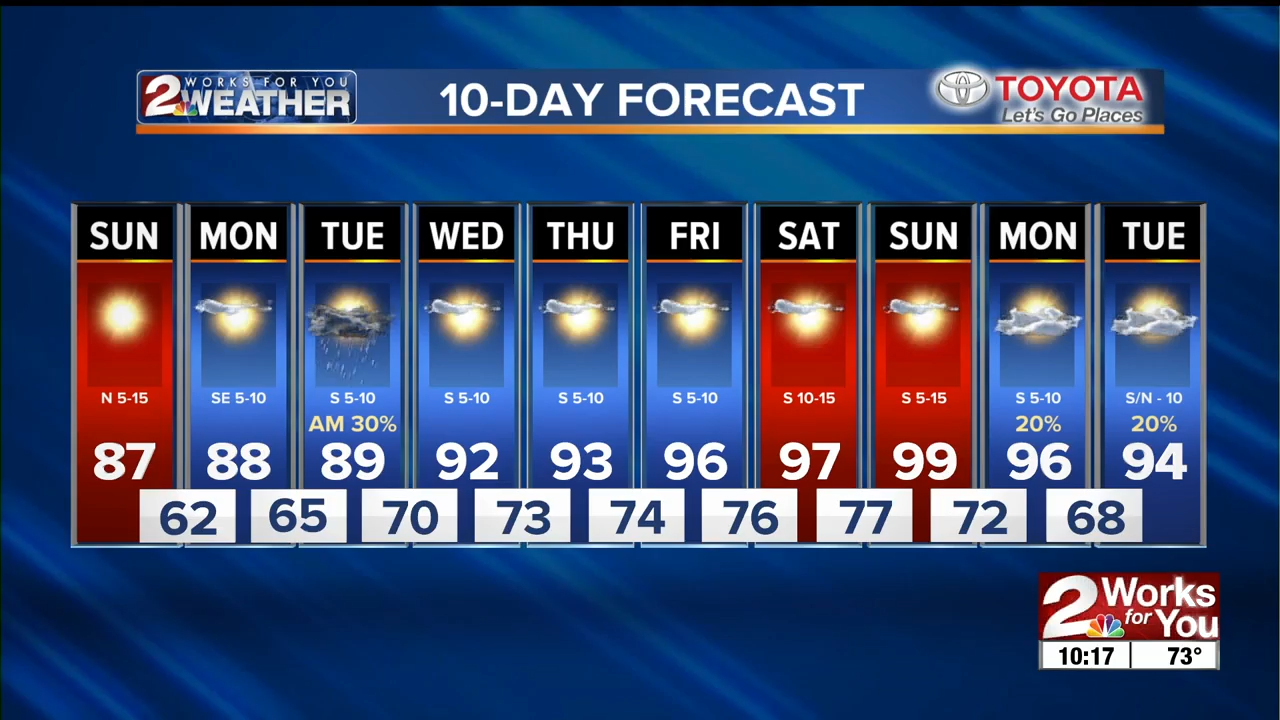 2 WORKS FOR YOU
WEATHER
10-DAY FORECAST
TOYOTA
Let's Go Places
SUN MON TUE WED THU FRI SAT SUN MON TUE
N 5-15 SE 5-10 S 5-10 S 5-10 S 5-10 S 5-10 S 10-15 S 5-15 S 5-10 S/N - 10
AM 30% 20% 20%
87 88 89 92 93 96 97 99 96 94
62 65 70 73 74 76 77 72 68
2 Works
for You
10:17 73°